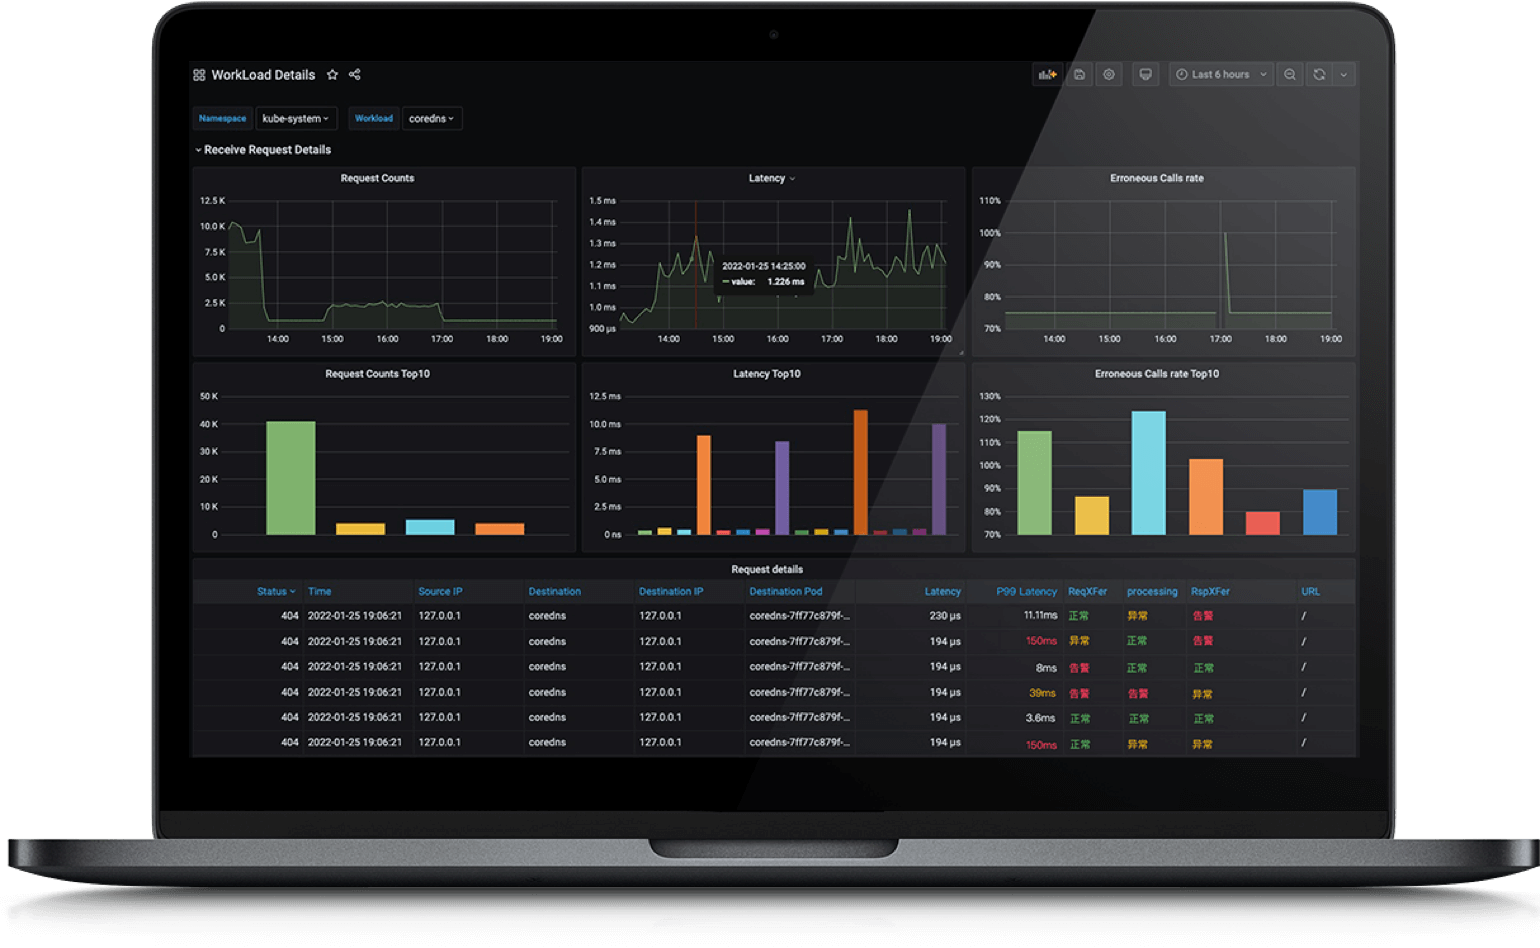 WorkLoad Details
Last 6 hours
Namespace kube-system Workload coredns
Receive Request Details
Request Counts
12.5 K
10.0 K
7.5 K
5.0 K
2.5 K
0
14:00 15:00 16:00 17:00 18:00 19:00
Latency
1.5 ms
1.4 ms
1.3 ms
1.2 ms
1.1 ms
1.0 ms
900 µs
2022-01-25 14:25:00
value: 1.226 ms
14:00 15:00 16:00 17:00 18:00 19:00
Erroneous Calls rate
110%
100%
90%
80%
70%
14:00 15:00 16:00 17:00 18:00 19:00
Request Counts Top10
50 K
40 K
30 K
20 K
10 K
0
Latency Top10
12.5 ms
10.0 ms
7.5 ms
5.0 ms
2.5 ms
0 ns
Erroneous Calls rate Top10
130%
120%
110%
100%
90%
80%
70%
Request details
Status Time Source IP Destination Destination IP Destination Pod Latency P99 Latency ReqXFer processing RspXFer URL
404 2022-01-25 19:06:21 127.0.0.1 coredns 127.0.0.1 coredns-7ff77c879f-... 230 µs 11.11ms 正常 异常 告警 /
404 2022-01-25 19:06:21 127.0.0.1 coredns 127.0.0.1 coredns-7ff77c879f-... 194 µs 150ms 异常 正常 告警 /
404 2022-01-25 19:06:21 127.0.0.1 coredns 127.0.0.1 coredns-7ff77c879f-... 194 µs 8ms 告警 正常 正常 /
404 2022-01-25 19:06:21 127.0.0.1 coredns 127.0.0.1 coredns-7ff77c879f-... 194 µs 39ms 告警 告警 异常 /
404 2022-01-25 19:06:21 127.0.0.1 coredns 127.0.0.1 coredns-7ff77c879f-... 194 µs 3.6ms 正常 正常 正常 /
404 2022-01-25 19:06:21 127.0.0.1 coredns 127.0.0.1 coredns-7ff77c879f-... 194 µs 150ms 正常 异常 异常 /